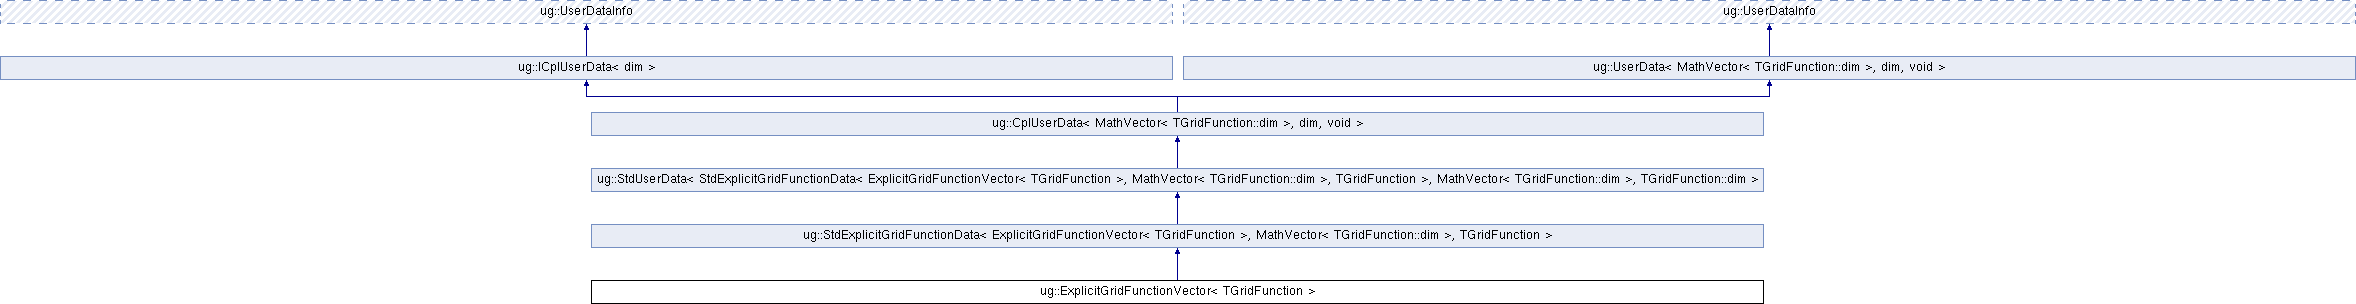 ug::UserDataInfo
ug::UserDataInfo
ug::ICplUserData< dim >
ug::UserData< MathVector< TGridFunction::dim >, dim, void >
ug::CplUserData< MathVector< TGridFunction::dim >, dim, void >
ug::StdUserData< StdExplicitGridFunctionData< ExplicitGridFunctionVector< TGridFunction >, MathVector< TGridFunction::dim >, TGridFunction >, MathVector< TGridFunction::dim >, TGridFunction::dim >
ug::StdExplicitGridFunctionData< ExplicitGridFunctionVector< TGridFunction >, MathVector< TGridFunction::dim >, TGridFunction >
ug::ExplicitGridFunctionVector< TGridFunction >